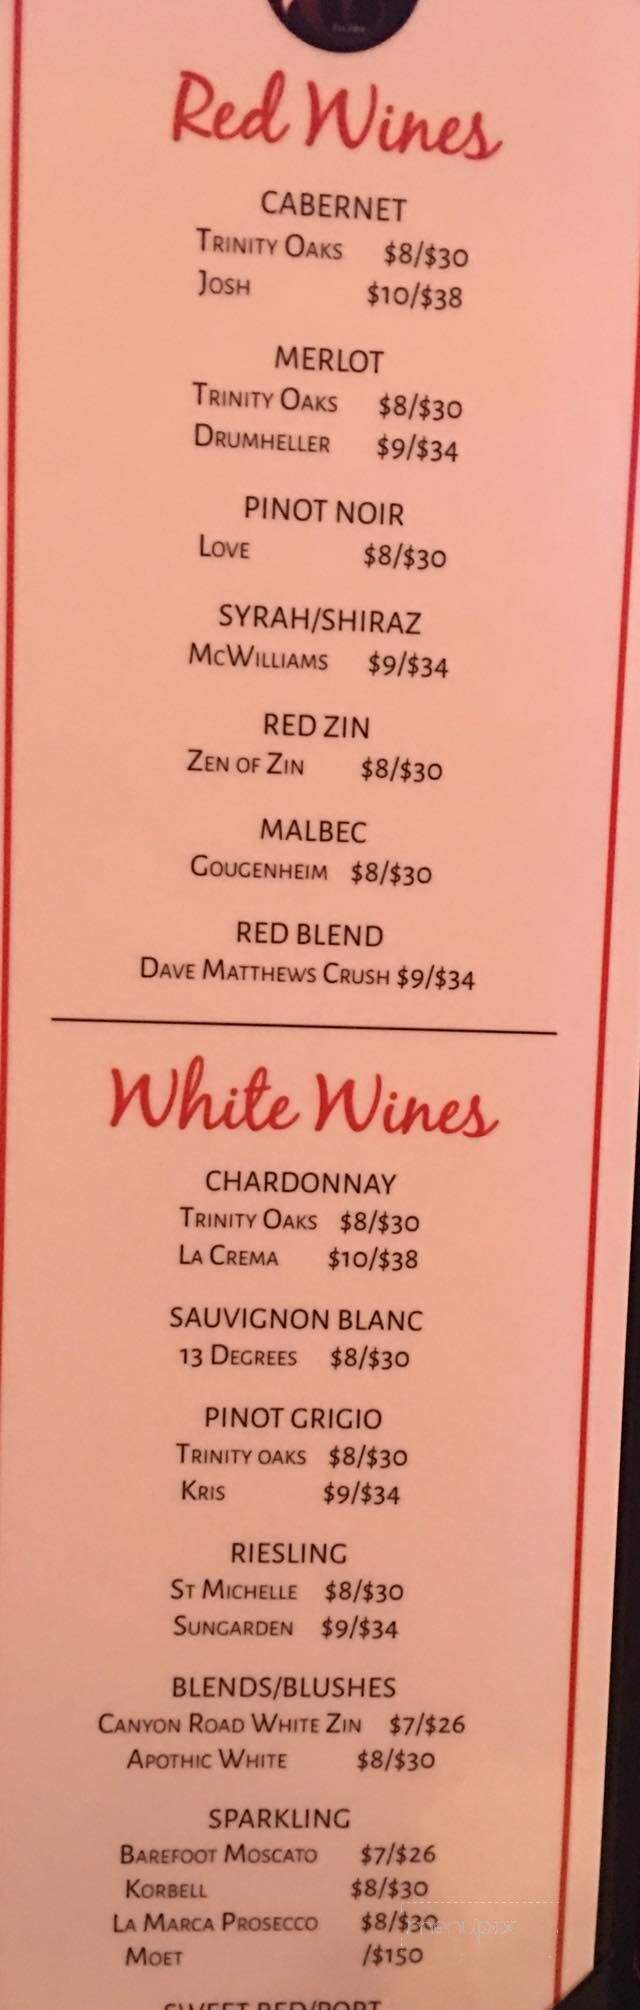 Red Wines
CABERNET
TRINITY OAKS $8/$30
JOSH $10/$38
MERLOT
TRINITY OAKS $8/$30
DRUMHELLER $9/$34
PINOT NOIR
LOVE $8/$30
SYRAH/SHIRAZ
MCWILLIAMS $9/$34
RED ZIN
ZEN OF ZIN $8/$30
MALBEC
GOUGENHEIM $8/$30
RED BLEND
DAVE MATTHEWS CRUSH $9/$34
White Wines
CHARDONNAY
TRINITY OAKS $8/$30
LA CREMA $10/$38
SAUVIGNON BLANC
13 DEGREES $8/$30
PINOT GRIGIO
TRINITY OAKS $8/$30
KRIS $9/$34
RIESLING
ST MICHELLE $8/$30
SUNGARDEN $9/$34
BLENDS/BLUSHES
CANYON ROAD WHITE ZIN $7/$26
APOTHIC WHITE $8/$30
SPARKLING
BAREFOOT MOSCATO $7/$26
KORBELL $8/$30
LA MARCA PROSECCO $8/$30
menupix
MOET /$150
SWEET RED/PORT